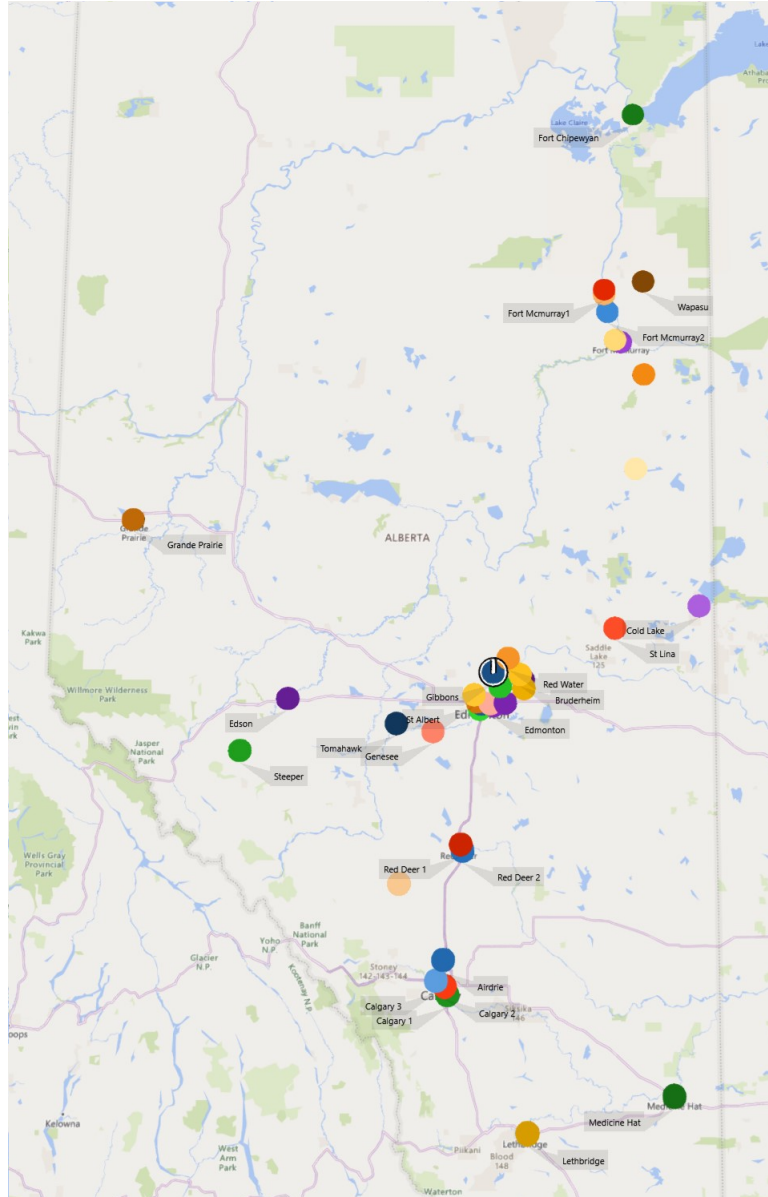 Lake Claire
Fort Chipewyan
Wapasu
Fort Mcmurray1
Fort Mcmurray2
Grande
Prairie
Grande Prairie
ALBERTA
Cold Lake
Saddle
Lake
125
St Lina
Kakwa
Park
Willmore Wilderness
Park
Red Water
Gibbons
Bruderheim
Edson
St Albert
Edmonton
Tomahawk
Genesee
Jasper
National
Park
Steeper
Wells Gray
Provincial
Park
Red Deer 1
Red Deer 2
Banff
National
Park
Yoho
N.P.
Glacier
N.P.
Kootenay N.P.
Stoney
142-143-144
Airdrie
Calgary 3
Calgary 1
Calgary 2
Siksika
146
Medicine Hat
Kelowna
West
Arm
Park
Piikani
Blood
148
Lethbridge
Lethbridge
Waterton